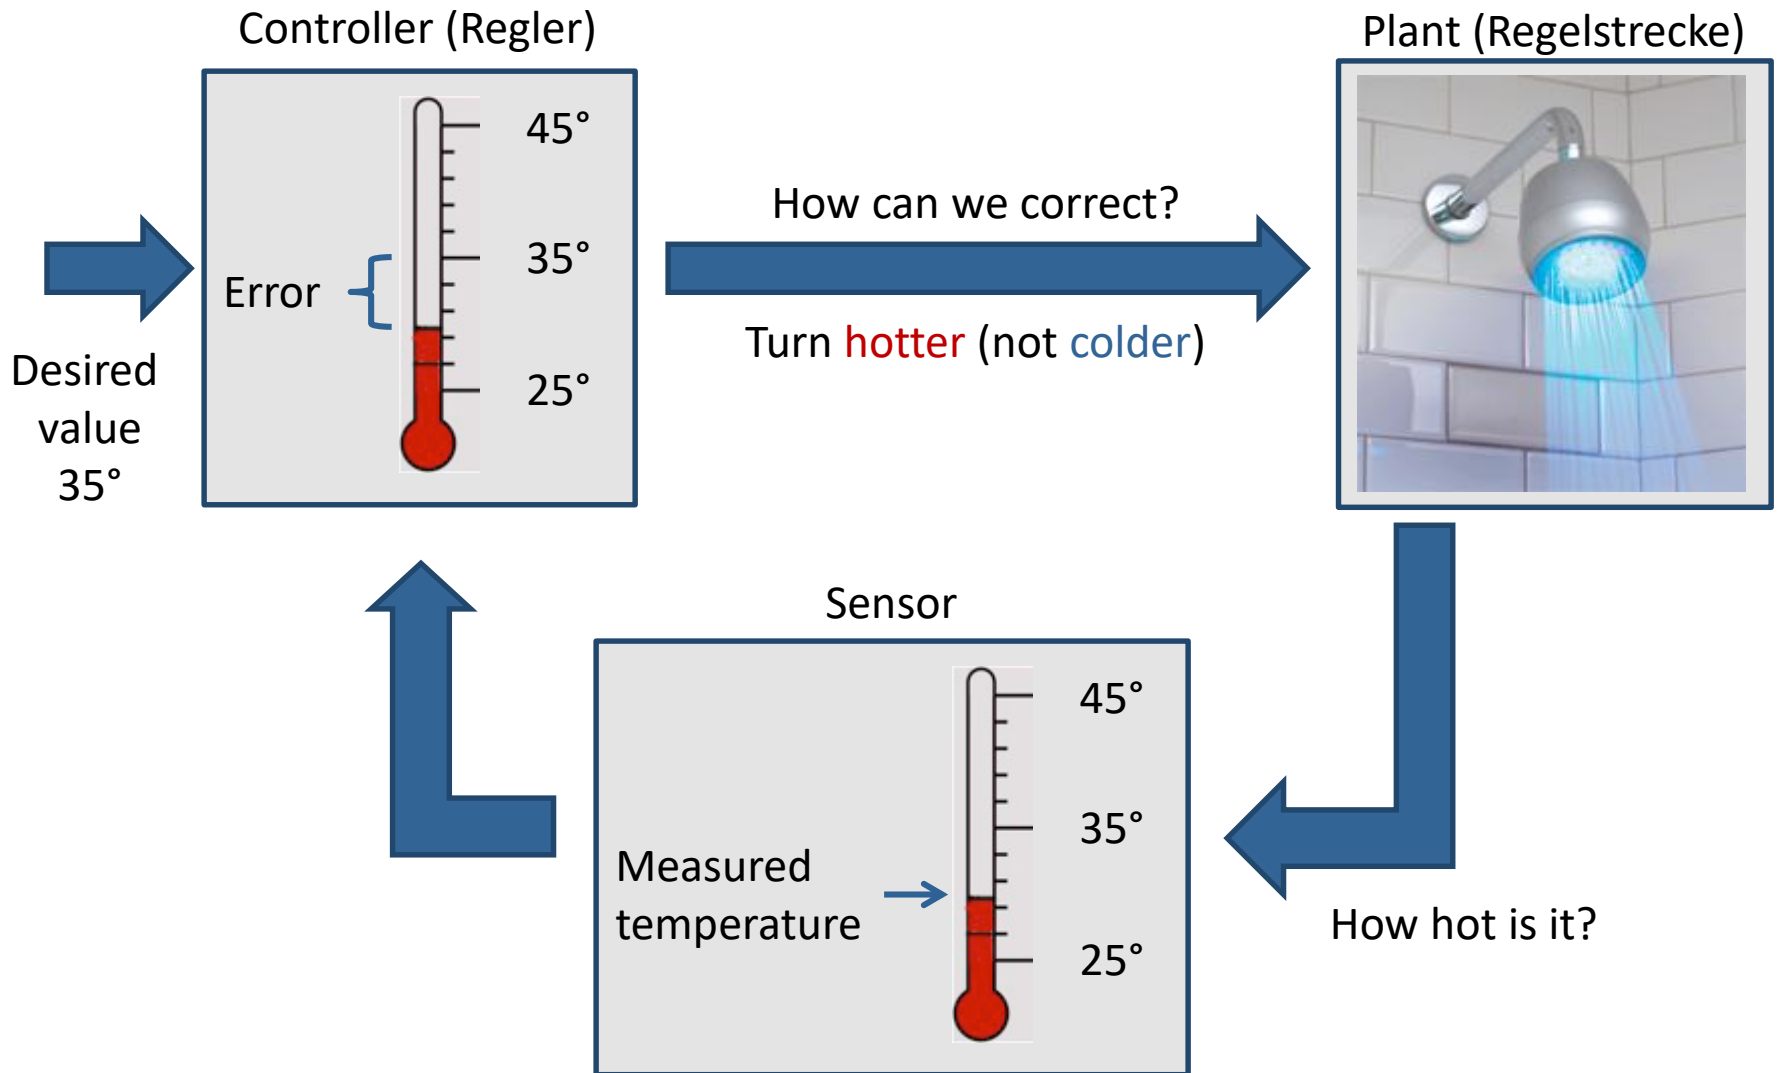 Controller (Regler)
Plant (Regelstrecke)
45°
35°
25°
Error
Desired
value
35°
How can we correct?
Turn hotter (not colder)
Sensor
45°
35°
25°
Measured
temperature
How hot is it?